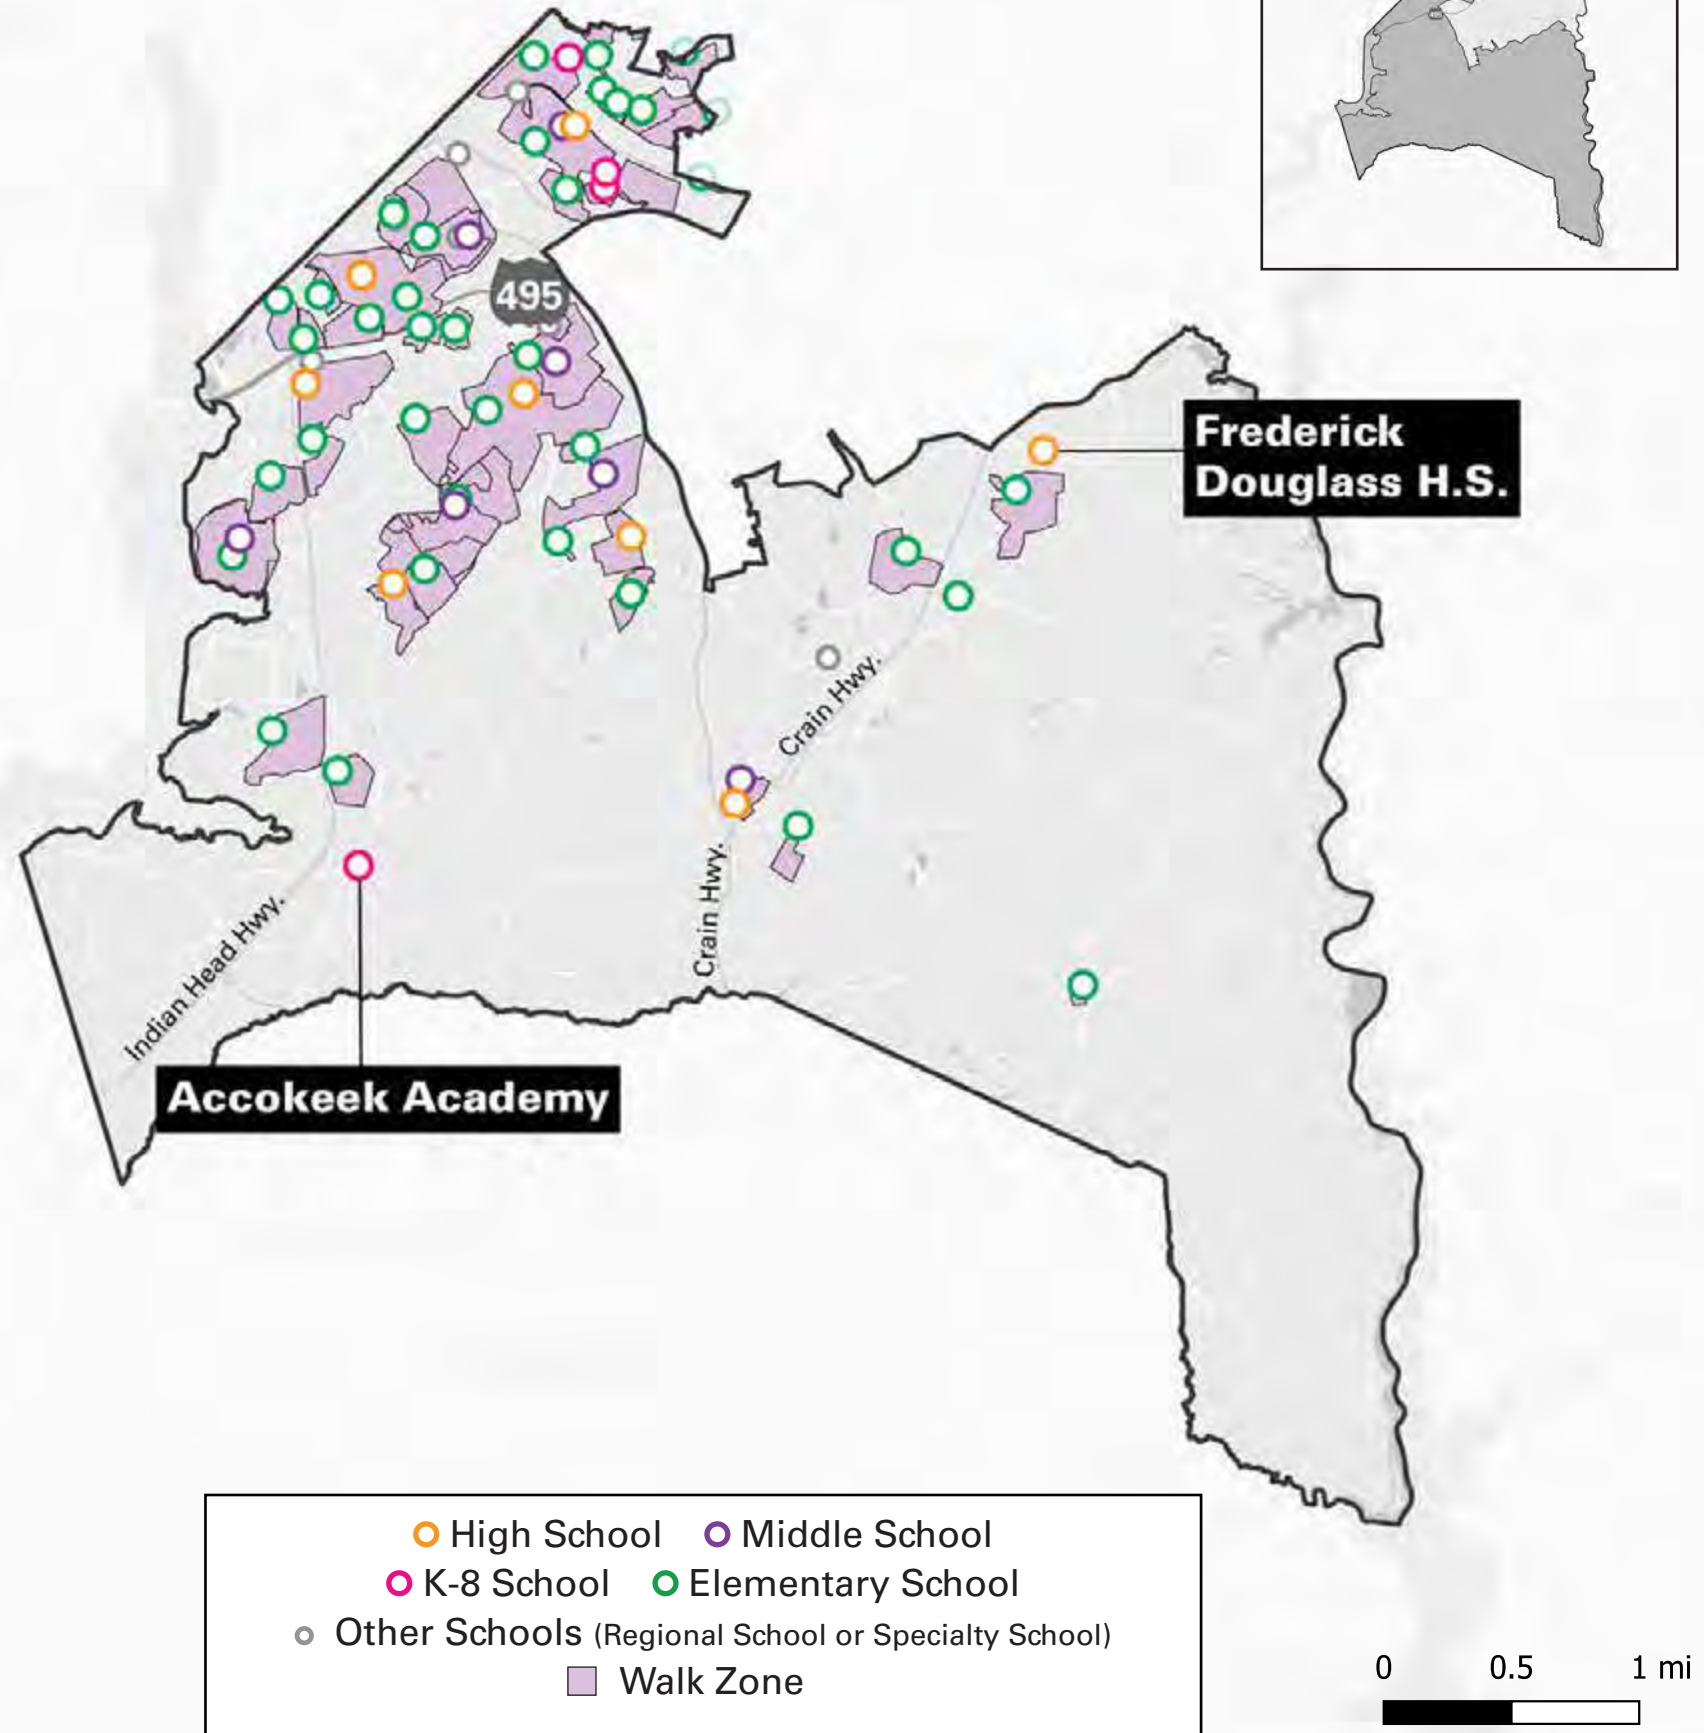 495
Frederick
Douglass H.S.
Crain Hwy.
Crain Hwy.
Indian Head Hwy.
Accokeek Academy
High School Middle School
K-8 School Elementary School
Other Schools (Regional School or Specialty School)
Walk Zone
0 0.5 1 mi